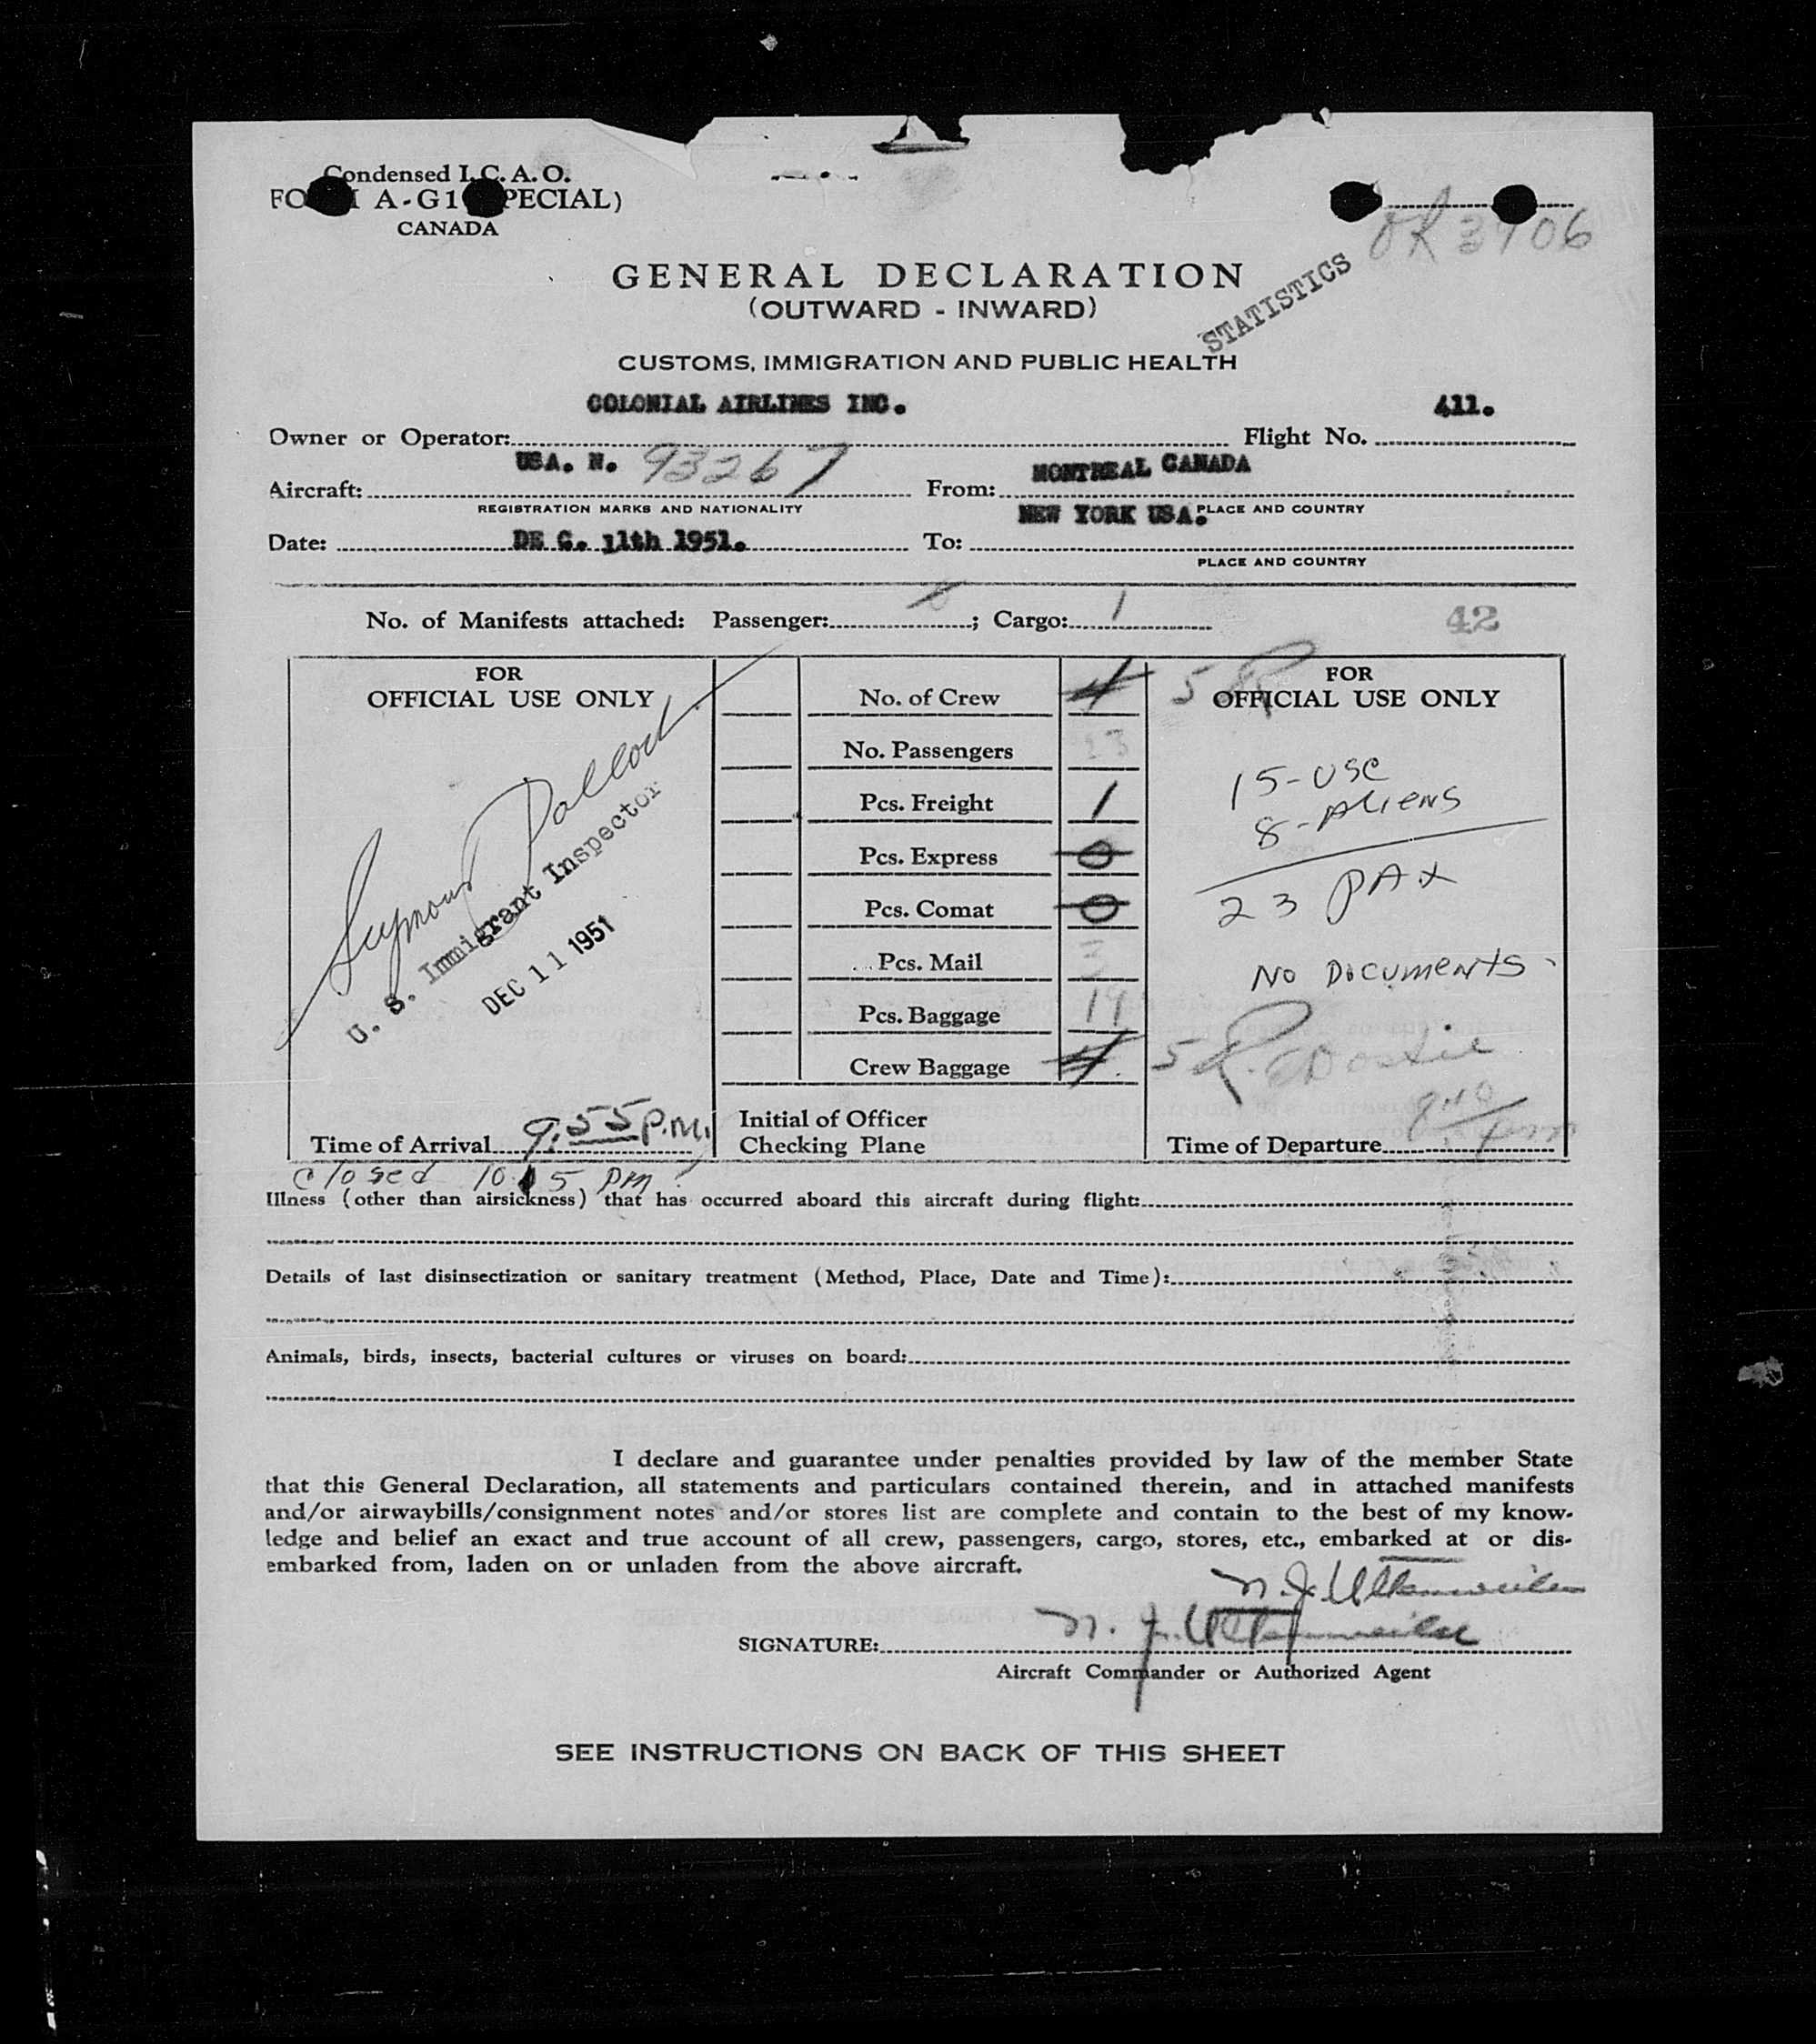 Condensed I.C.A.O.
A-G1
CANADA
GENERAL DECLARATION
(OUTWARD - INWARD)
STATISTICS
CUSTOMS, IMMIGRATION AND PUBLIC HEALTH
COLONIAL AIRLINES INC. 411.
Owner or Operator: Flight No.
USA. N. 93267 MONTREAL CANADA
Aircraft: From:
REGISTRATION MARKS AND NATIONALITY PLACE AND COUNTRY
NEW YORK USA.
Date: DE C. 11th 1951. To:
PLACE AND COUNTRY
No. of Manifests attached: Passenger: ; Cargo: 1
42
FOR
OFFICIAL USE ONLY
Seymour Pollock
U. S. Immigrant Inspector
DEC 11 1951
Time of Arrival 9:55 P.M.
closed 1015 PM
No. of Crew 4 5
No. Passengers 23
Pcs. Freight 1
Pcs. Express 0
Pcs. Comat 0
Pcs. Mail 3
Pcs. Baggage 19
Crew Baggage 4 5
Initial of Officer
Checking Plane
FOR
OFFICIAL USE ONLY
15-USC
8-ALIENS
23 PAX
NO DOCUMENTS
Time of Departure
Illness (other than airsickness) that has occurred aboard this aircraft during flight:
Details of last disinsectization or sanitary treatment (Method, Place, Date and Time):
Animals, birds, insects, bacterial cultures or viruses on board:
I declare and guarantee under penalties provided by law of the member State
that this General Declaration, all statements and particulars contained therein, and in attached manifests
and/or airwaybills/consignment notes and/or stores list are complete and contain to the best of my know-
ledge and belief an exact and true account of all crew, passengers, cargo, stores, etc., embarked at or dis-
embarked from, laden on or unladen from the above aircraft.
SIGNATURE:
Aircraft Commander or Authorized Agent
SEE INSTRUCTIONS ON BACK OF THIS SHEET